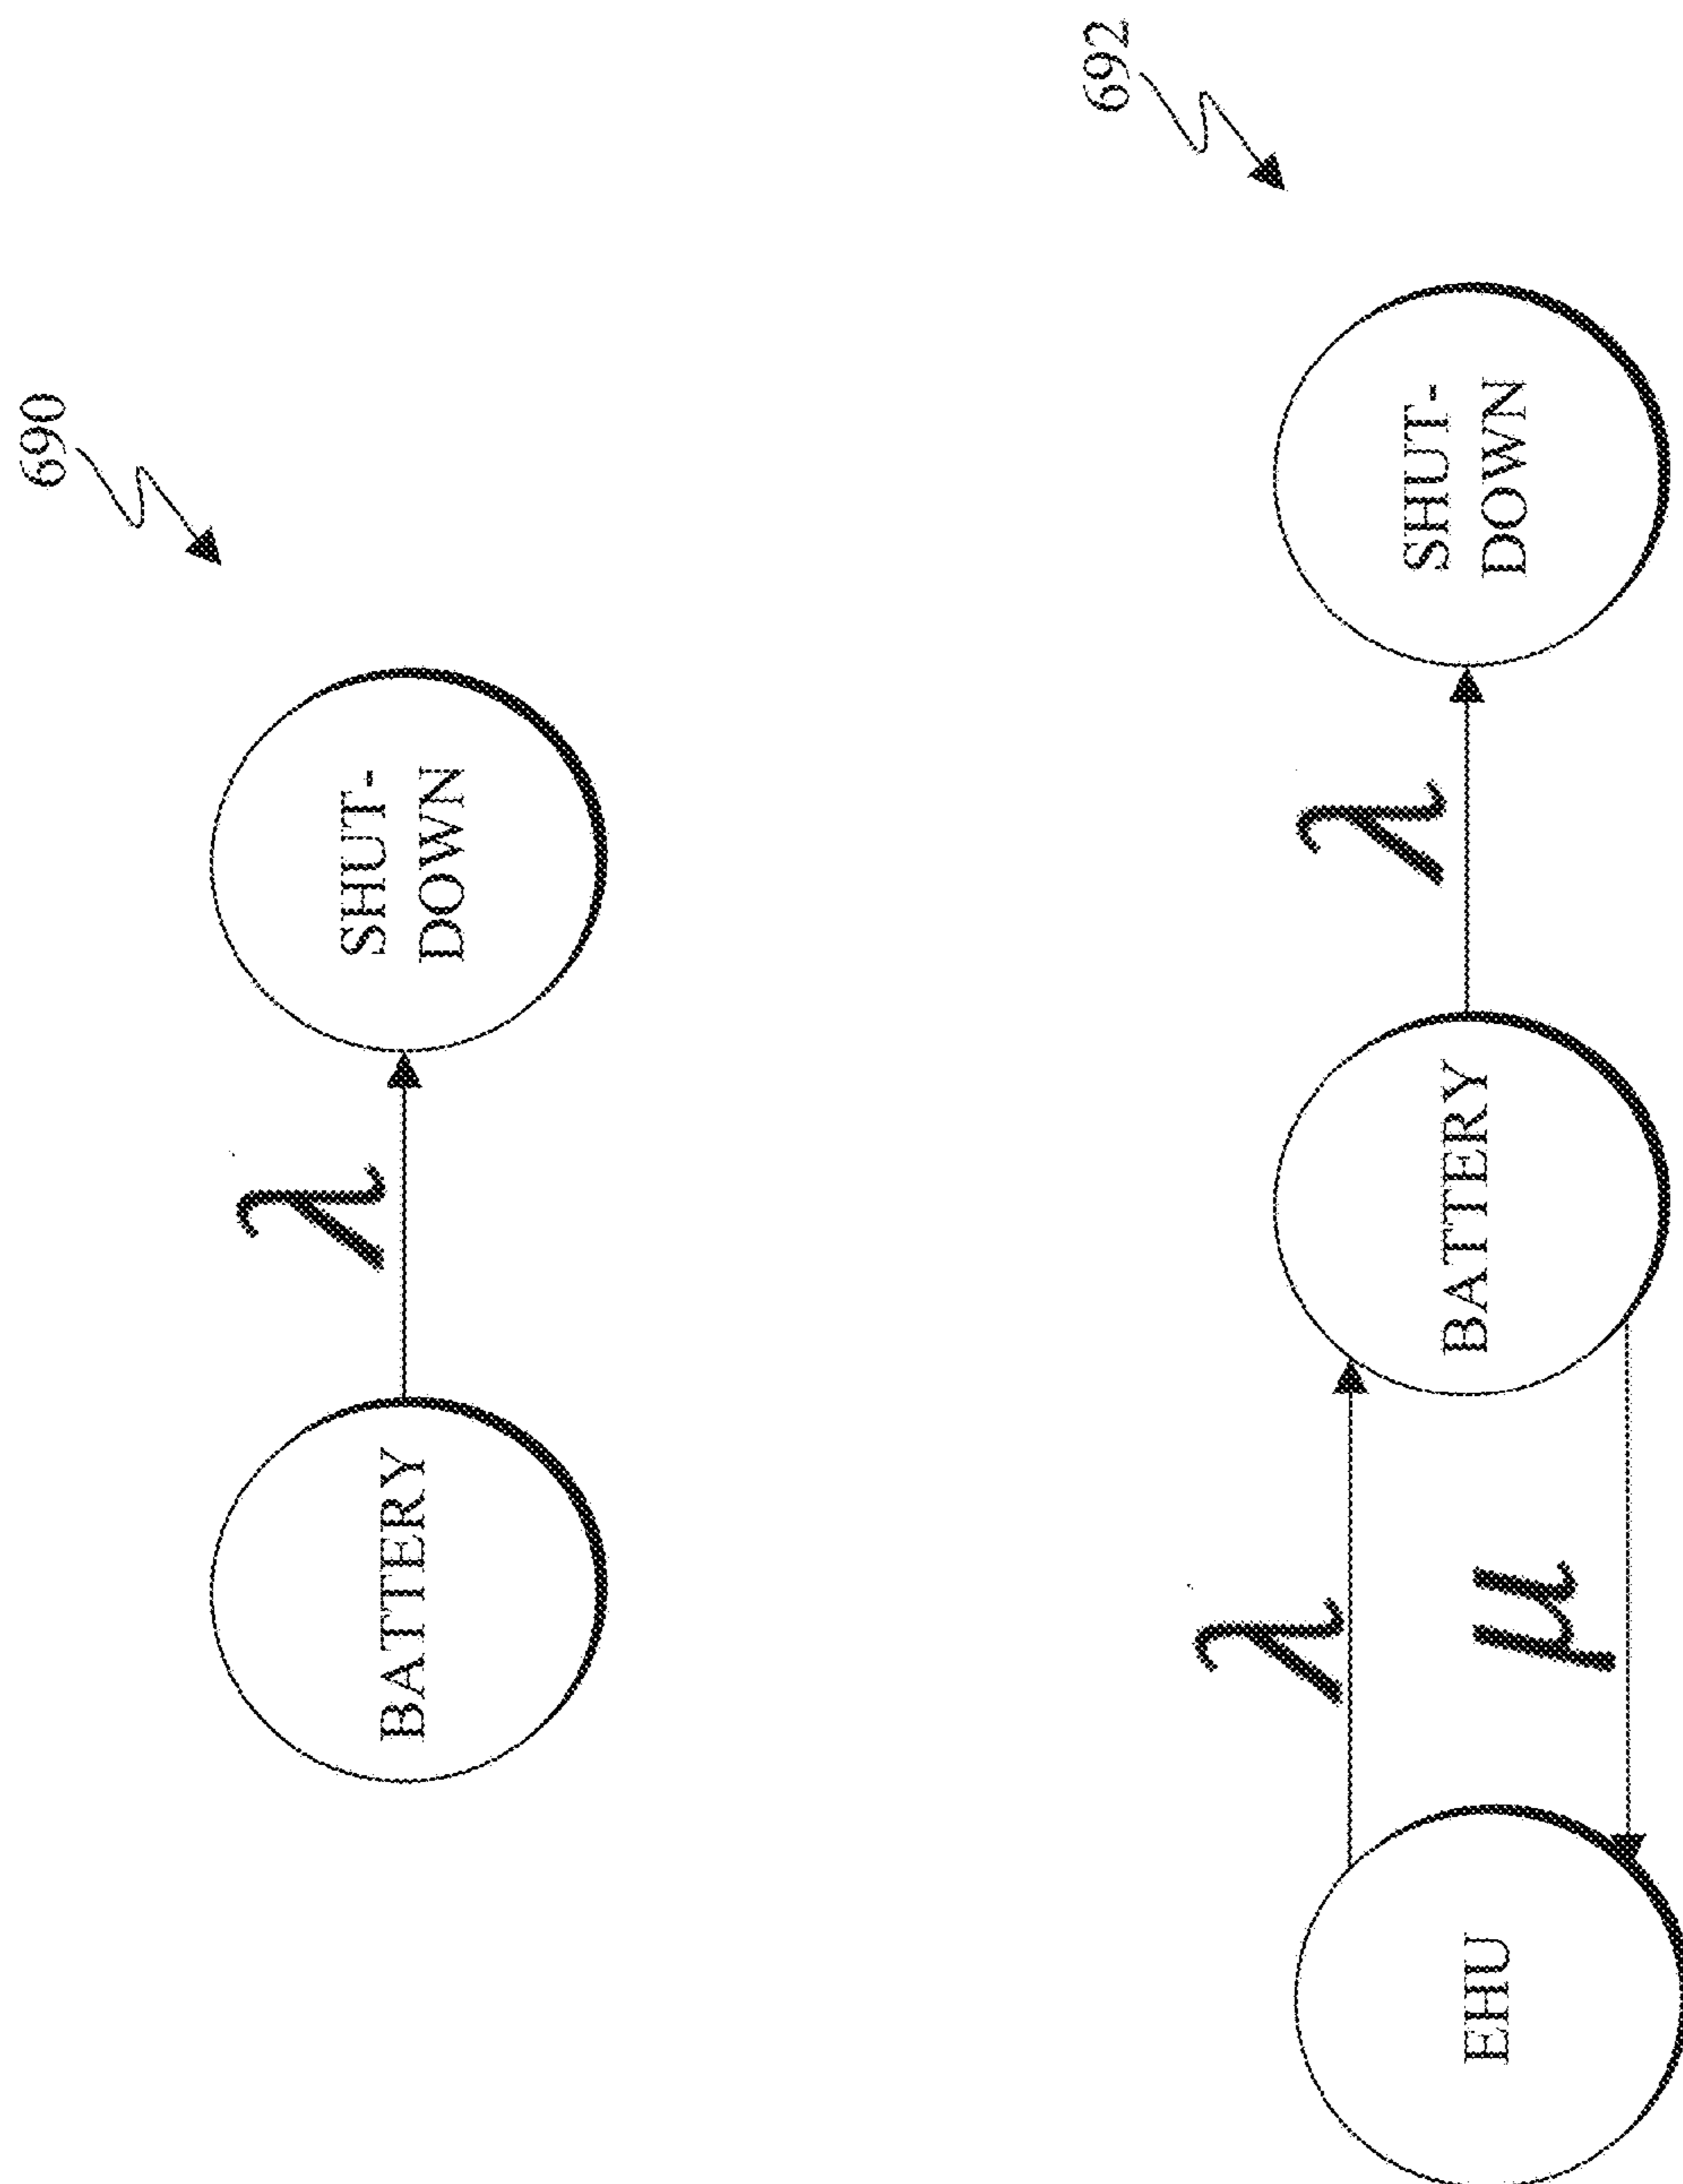 690
BATTERY
λ
SHUT-
DOWN
692
EHU
λ
μ
BATTERY
λ
SHUT-
DOWN